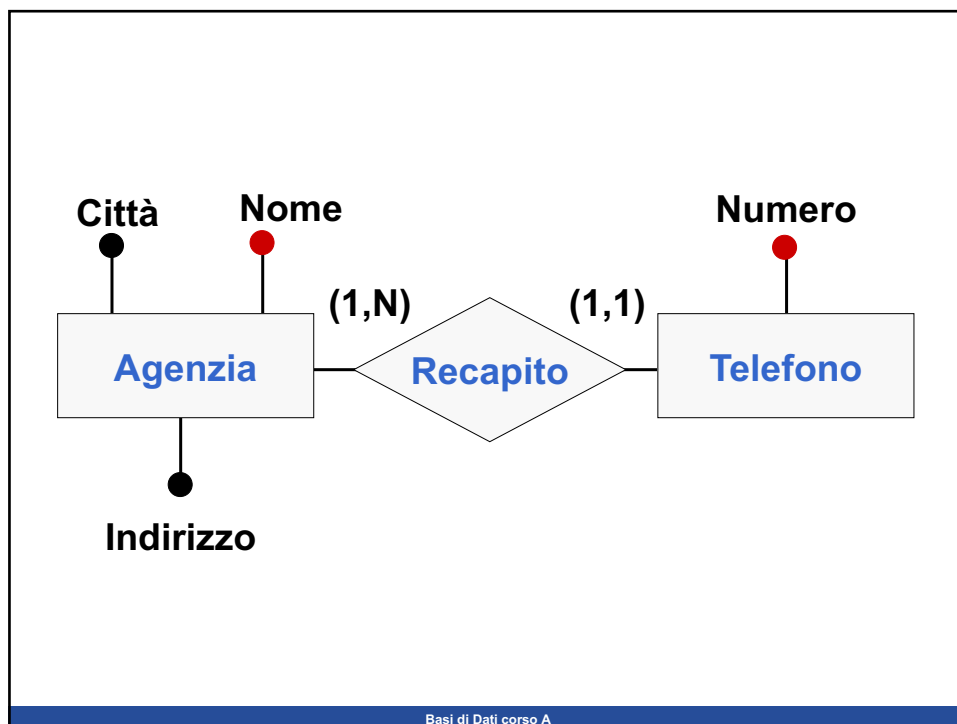 Città
Nome
Numero
(1,N)
(1,1)
Agenzia
Recapito
Telefono
Indirizzo
Basi di Dati corso A